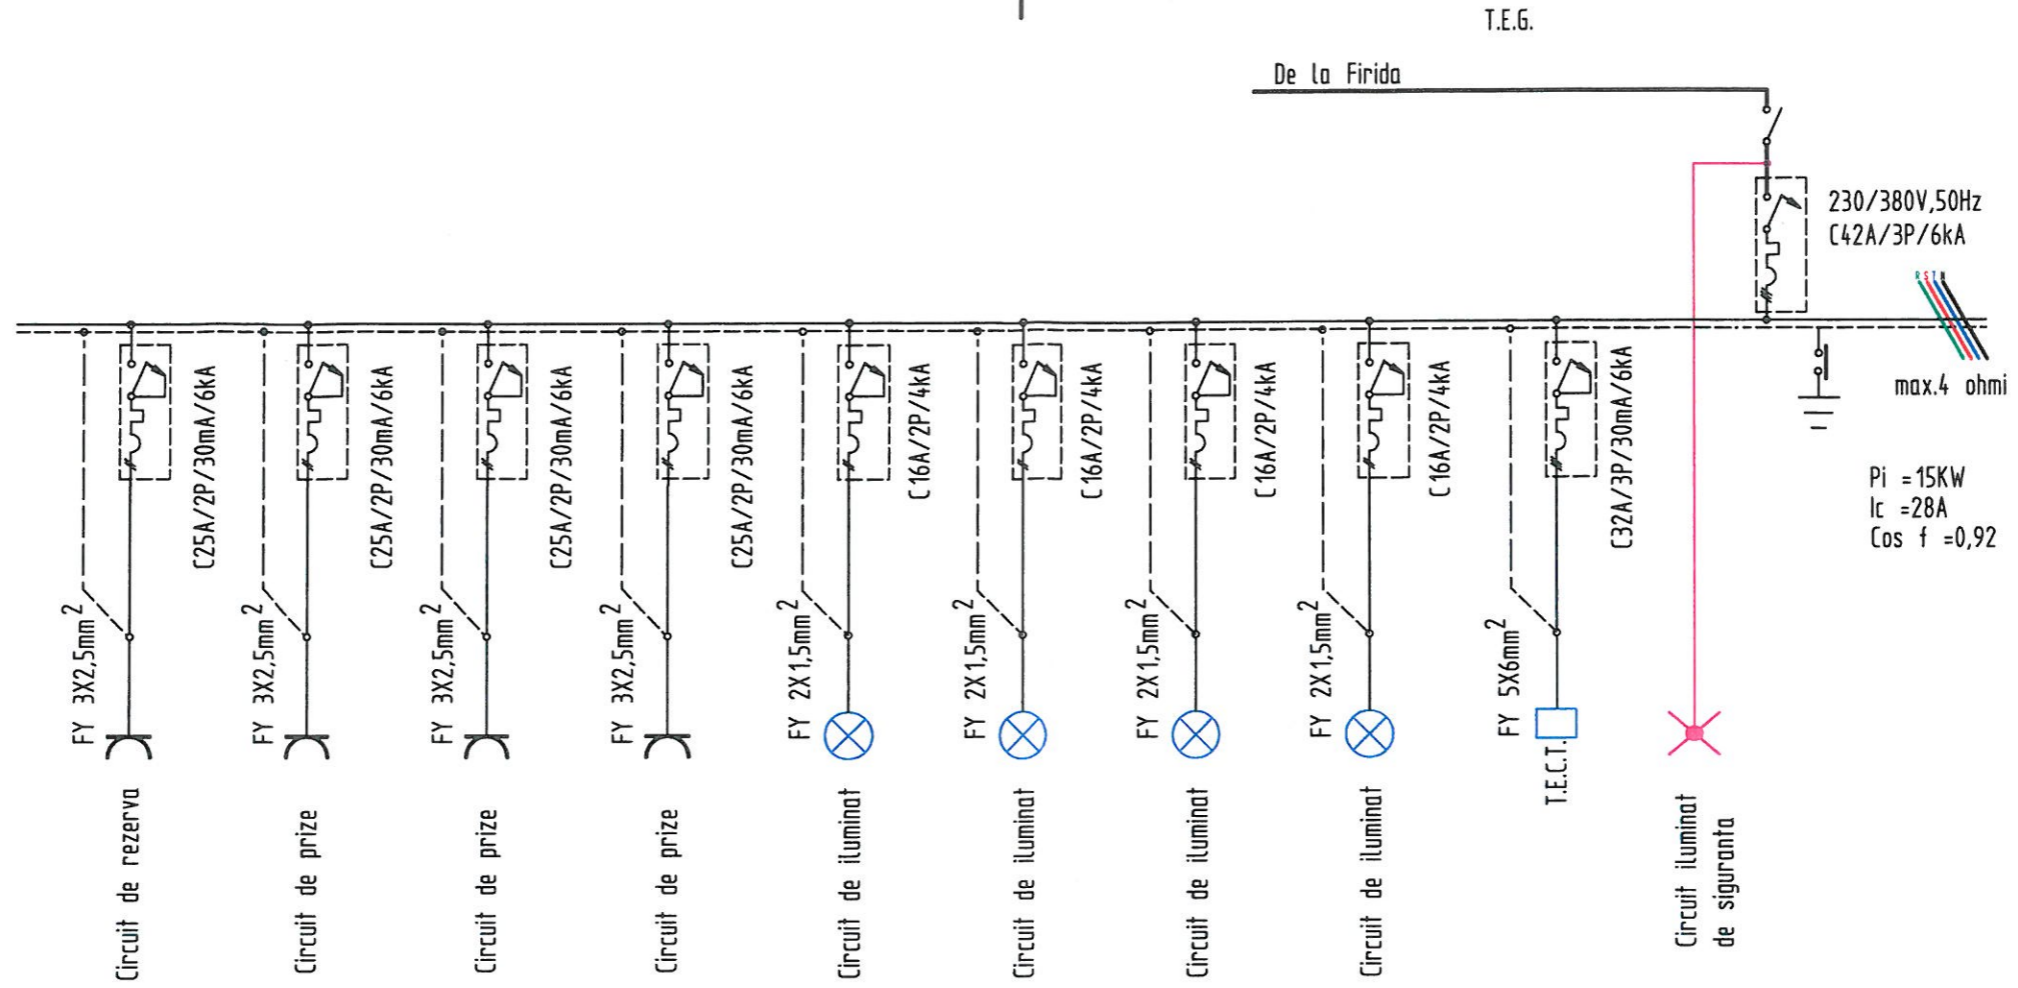 T.E.G.
De la Firida
230/380V,50Hz
C42A/3P/6kA
R S T N
max.4 ohmi
Pi =15KW
Ic =28A
Cos f =0,92
C25A/2P/30mA/6kA
C25A/2P/30mA/6kA
C25A/2P/30mA/6kA
C25A/2P/30mA/6kA
C16A/2P/4kA
C16A/2P/4kA
C16A/2P/4kA
C16A/2P/4kA
C32A/3P/30mA/6kA
FY 3X2,5mm²
FY 3X2,5mm²
FY 3X2,5mm²
FY 3X2,5mm²
FY 2X1,5mm²
FY 2X1,5mm²
FY 2X1,5mm²
FY 2X1,5mm²
FY 5X6mm²
Circuit de rezerva
Circuit de prize
Circuit de prize
Circuit de prize
Circuit de iluminat
Circuit de iluminat
Circuit de iluminat
Circuit de iluminat
T.E.C.T.
Circuit iluminat
de siguranta